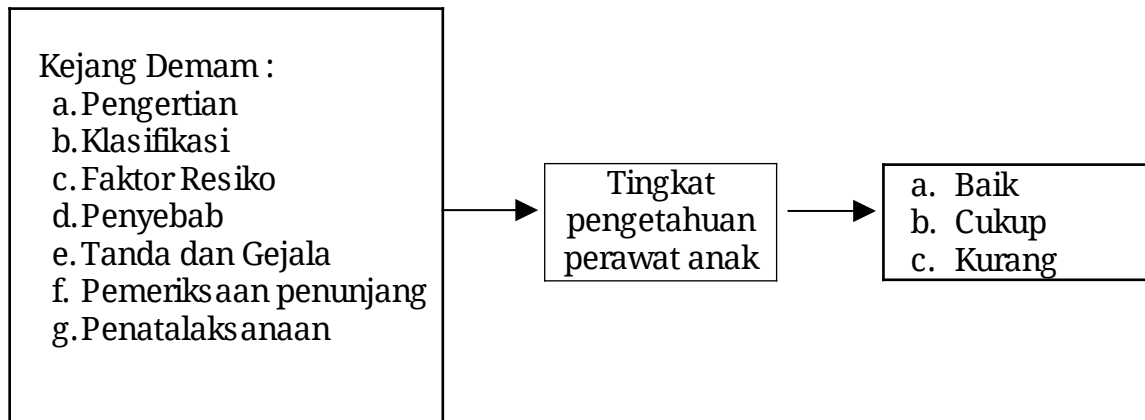 Kejang Demam :
a. Pengertian
b. Klasifikasi
c. Faktor Resiko
d. Penyebab
e. Tanda dan Gejala
f. Pemeriksaan penunjang
g. Penatalaksanaan
Tingkat
pengetahuan
perawat anak
a. Baik
b. Cukup
c. Kurang